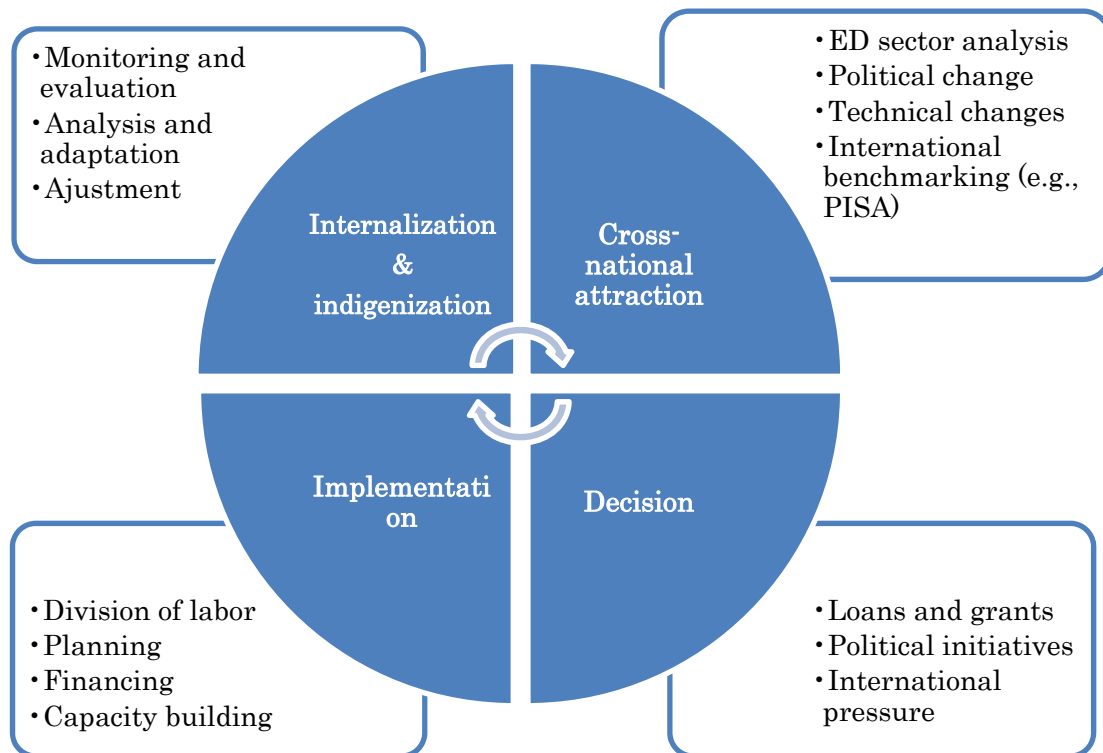 •Monitoring and
evaluation
•Analysis and
adaptation
•Ajustment
•ED sector analysis
•Political change
•Technical changes
•International
benchmarking (e.g.,
PISA)
Internalization
&
indigenization
Cross-
national
attraction
Implementati
on
Decision
•Division of labor
•Planning
•Financing
•Capacity building
•Loans and grants
•Political initiatives
•International
pressure